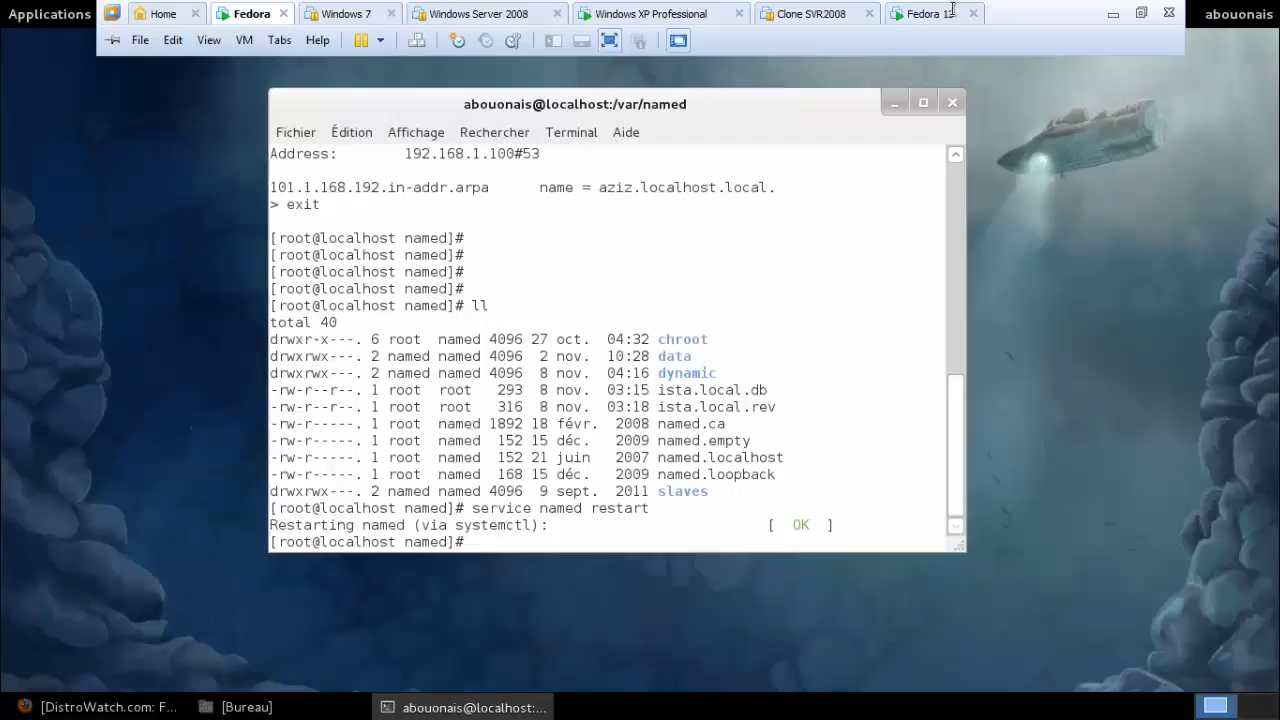 Home Fedora Windows 7 Windows Server 2008 Windows XP Professional Clone SVR2008 Fedora 1
Applications abouonais
File Edit View VM Tabs Help
abouonais@localhost:/var/named
Fichier Édition Affichage Rechercher Terminal Aide
Address: 192.168.1.100#53
101.1.168.192.in-addr.arpa name = aziz.localhost.local.
> exit
[root@localhost named]#
[root@localhost named]#
[root@localhost named]#
[root@localhost named]#
[root@localhost named]# ll
total 40
drwxr-x---. 6 root named 4096 27 oct. 04:32 chroot
drwxrwx---. 2 named named 4096 2 nov. 10:28 data
drwxrwx---. 2 named named 4096 8 nov. 04:16 dynamic
-rw-r--r--. 1 root root 293 8 nov. 03:15 ista.local.db
-rw-r--r--. 1 root root 316 8 nov. 03:18 ista.local.rev
-rw-r-----. 1 root named 1892 18 févr. 2008 named.ca
-rw-r-----. 1 root named 152 15 déc. 2009 named.empty
-rw-r-----. 1 root named 152 21 juin 2007 named.localhost
-rw-r-----. 1 root named 168 15 déc. 2009 named.loopback
drwxrwx---. 2 named named 4096 9 sept. 2011 slaves
[root@localhost named]# service named restart
Restarting named (via systemctl): [ OK ]
[root@localhost named]#
[DistroWatch.com: F... [Bureau] abouonais@localhost:...